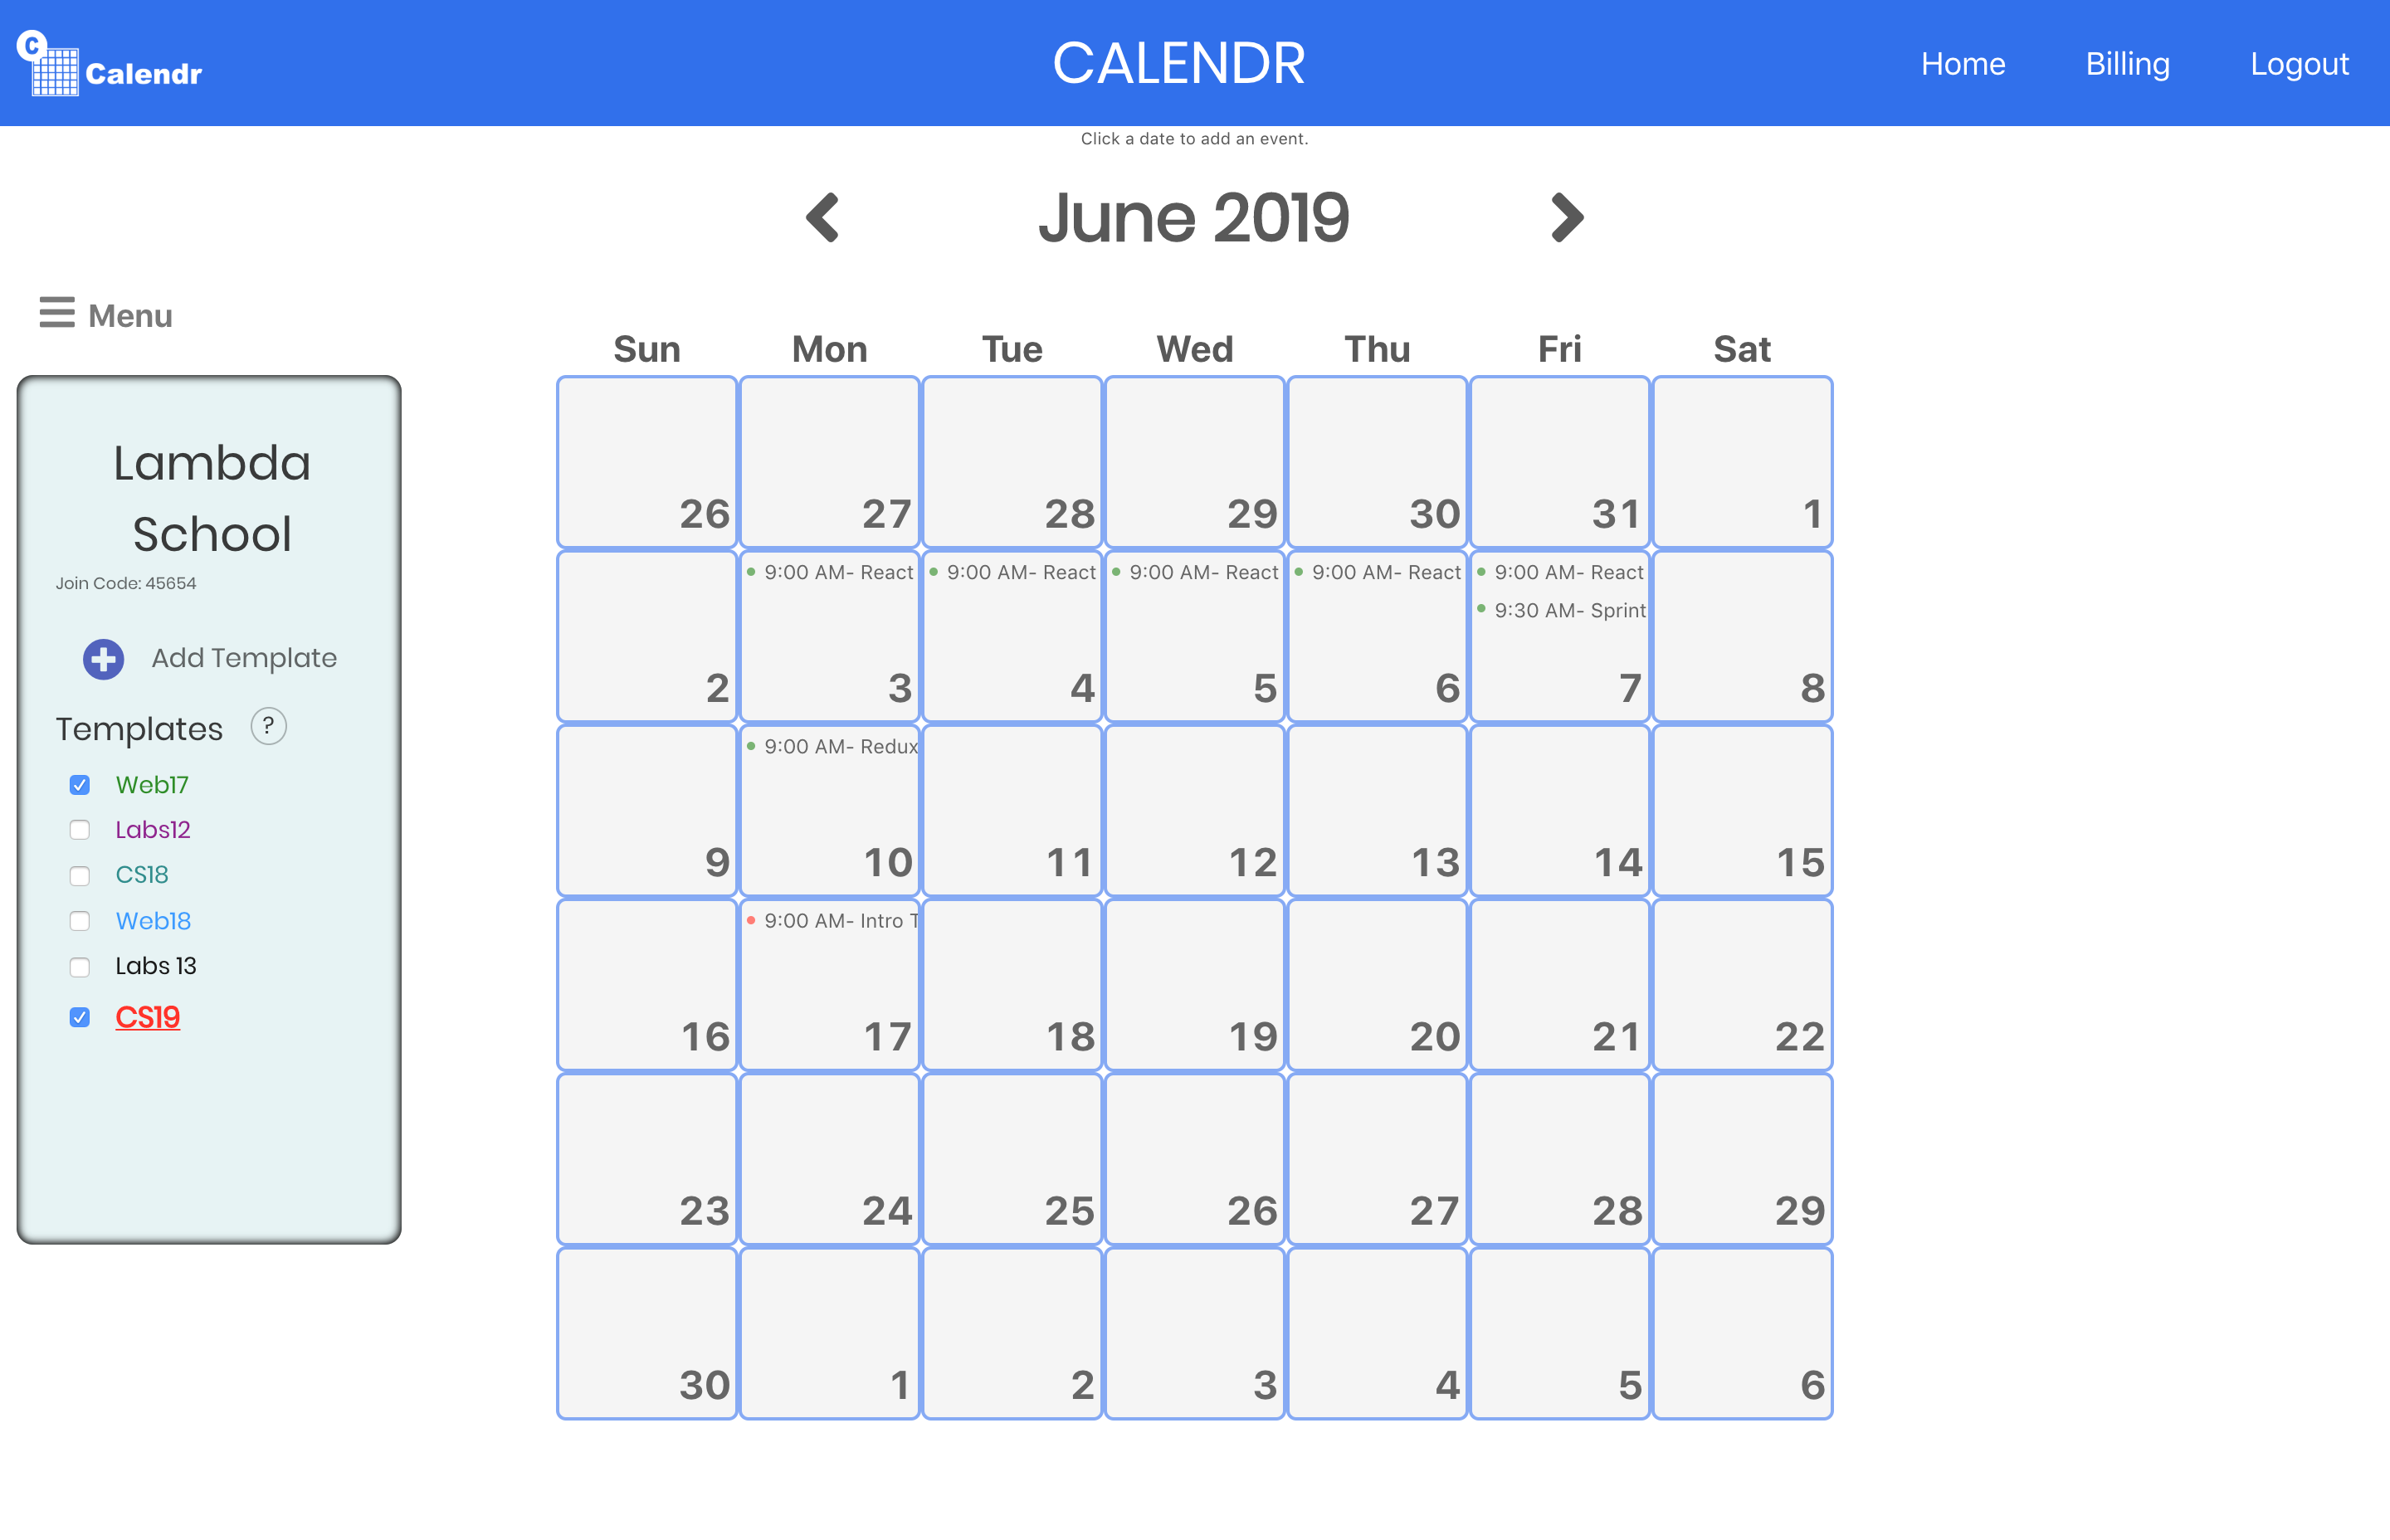 C
Calendr
CALENDR
Home Billing Logout
Click a date to add an event.
June 2019
Menu
Lambda
School
Join Code: 45654
Add Template
Templates ?
Web17
Labs12
CS18
Web18
Labs 13
CS19
Sun Mon Tue Wed Thu Fri Sat
26 27 28 29 30 31 1
9:00 AM- React 9:00 AM- React 9:00 AM- React 9:00 AM- React 9:00 AM- React
9:30 AM- Sprint
2 3 4 5 6 7 8
9:00 AM- Redux
9 10 11 12 13 14 15
9:00 AM- Intro T
16 17 18 19 20 21 22
23 24 25 26 27 28 29
30 1 2 3 4 5 6